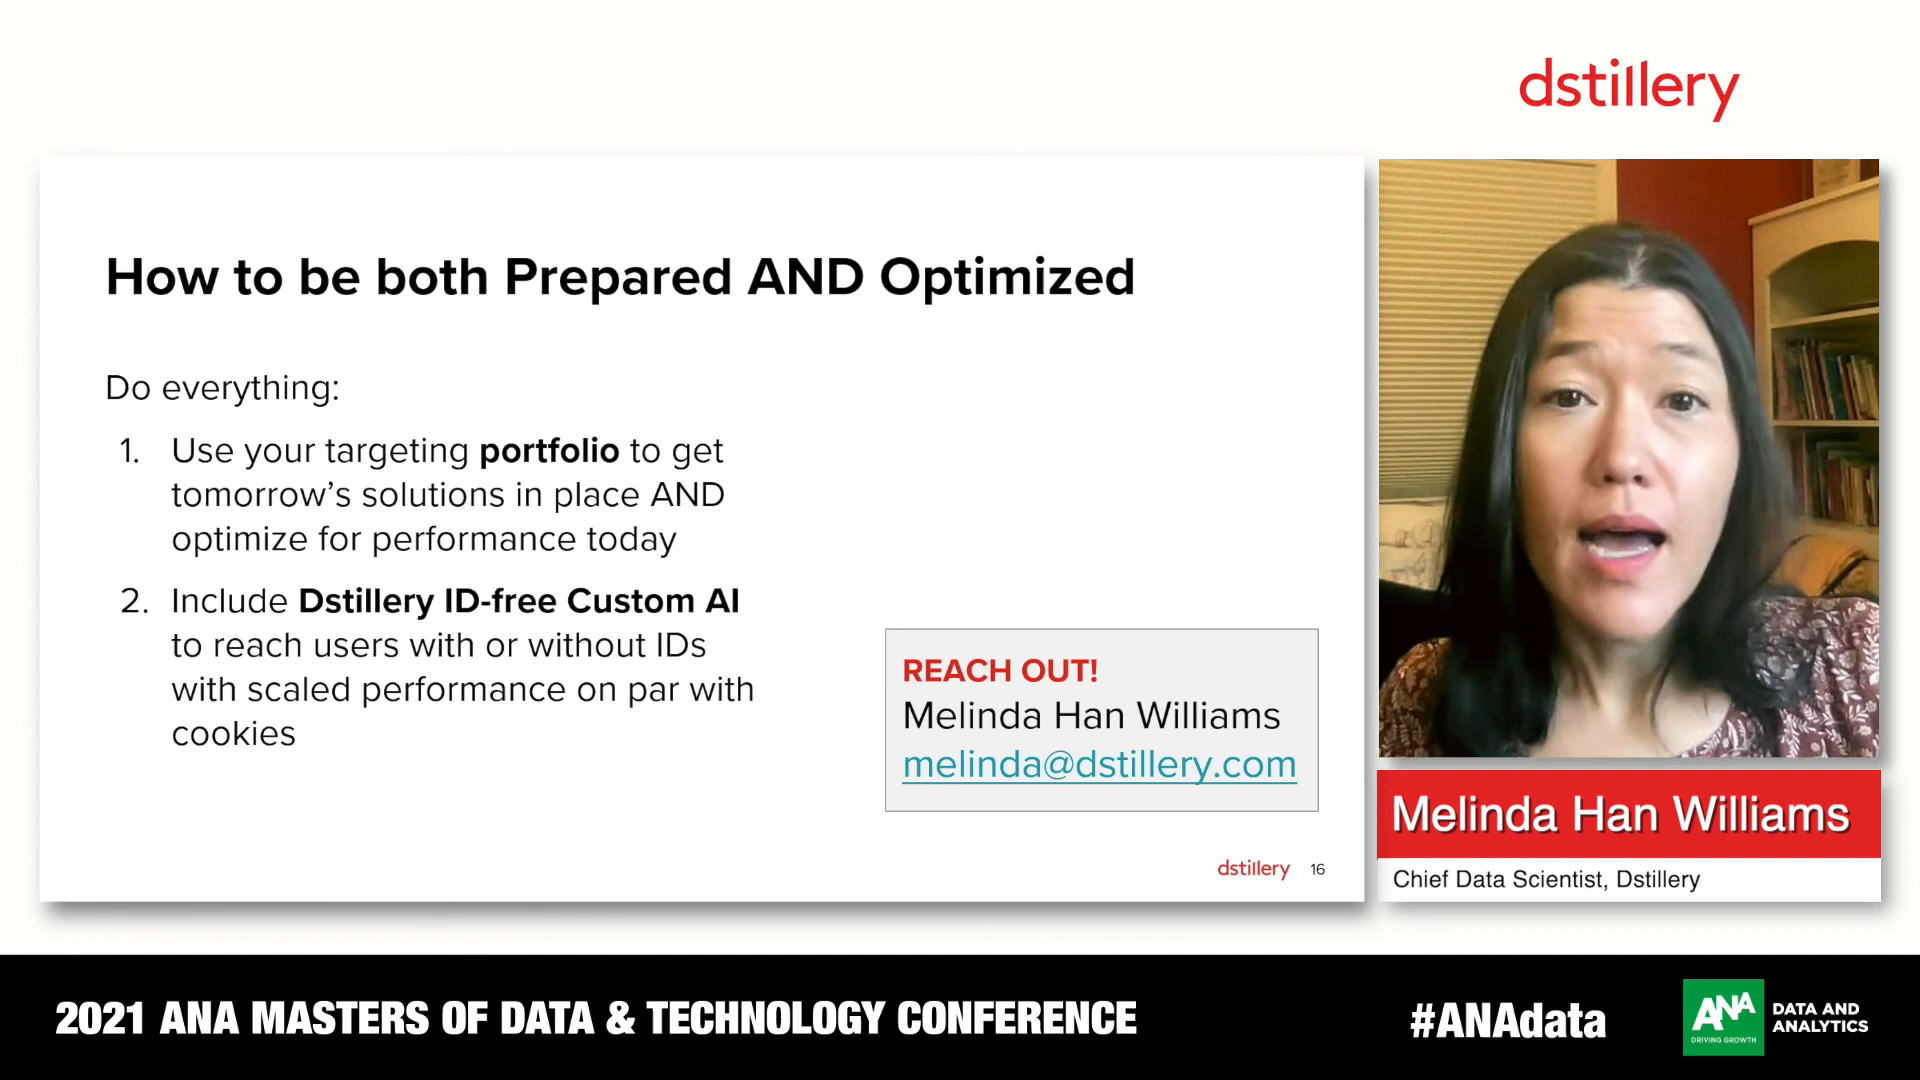 dstillery
How to be both Prepared AND Optimized
Do everything:
1. Use your targeting portfolio to get
tomorrow’s solutions in place AND
optimize for performance today
2. Include Dstillery ID-free Custom AI
to reach users with or without IDs
with scaled performance on par with
cookies
REACH OUT!
Melinda Han Williams
melinda@dstillery.com
dstillery 16
Melinda Han Williams
Chief Data Scientist, Dstillery
2021 ANA MASTERS OF DATA & TECHNOLOGY CONFERENCE
#ANAdata
ANA
DRIVING GROWTH
DATA AND
ANALYTICS